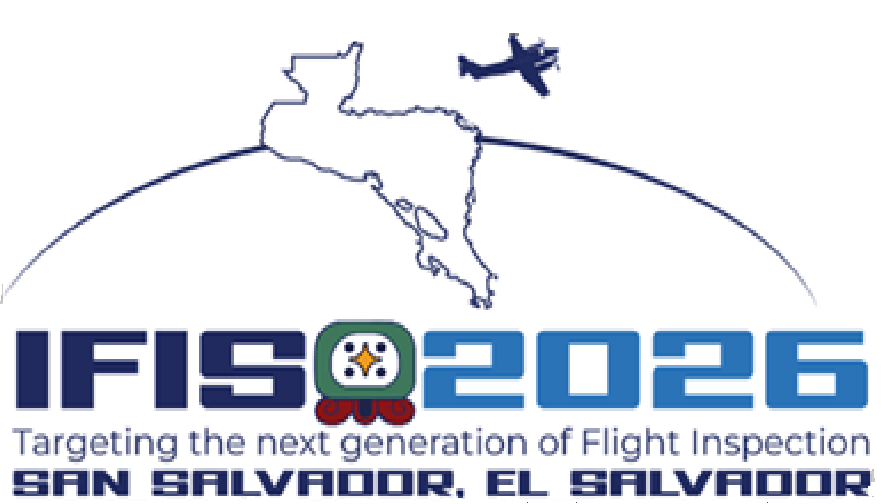 IFIS 2026
Targeting the next generation of Flight Inspection
SAN SALVADOR, EL SALVADOR